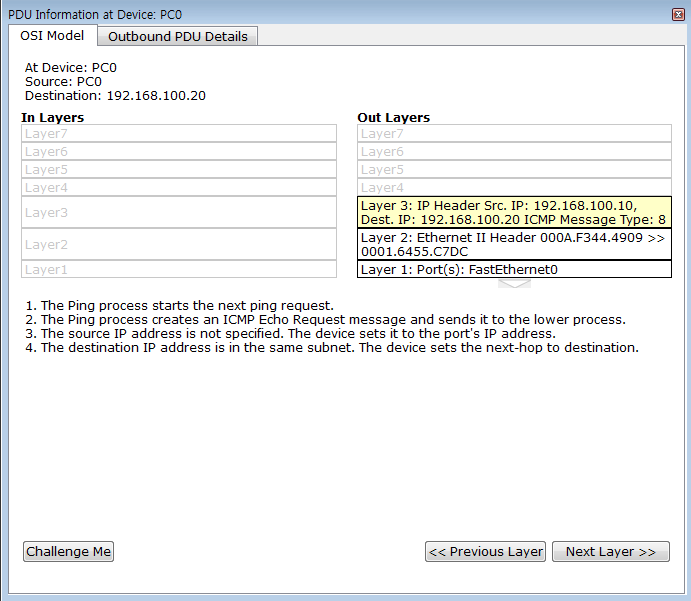 PDU Information at Device: PC0
OSI Model
Outbound PDU Details
At Device: PC0
Source: PC0
Destination: 192.168.100.20
In Layers
Layer7
Layer6
Layer5
Layer4
Layer3
Layer2
Layer1
Out Layers
Layer7
Layer6
Layer5
Layer4
Layer 3: IP Header Src. IP: 192.168.100.10,
Dest. IP: 192.168.100.20 ICMP Message Type: 8
Layer 2: Ethernet II Header 000A.F344.4909 >>
0001.6455.C7DC
Layer 1: Port(s): FastEthernet0
1. The Ping process starts the next ping request.
2. The Ping process creates an ICMP Echo Request message and sends it to the lower process.
3. The source IP address is not specified. The device sets it to the port's IP address.
4. The destination IP address is in the same subnet. The device sets the next-hop to destination.
Challenge Me
<< Previous Layer
Next Layer >>